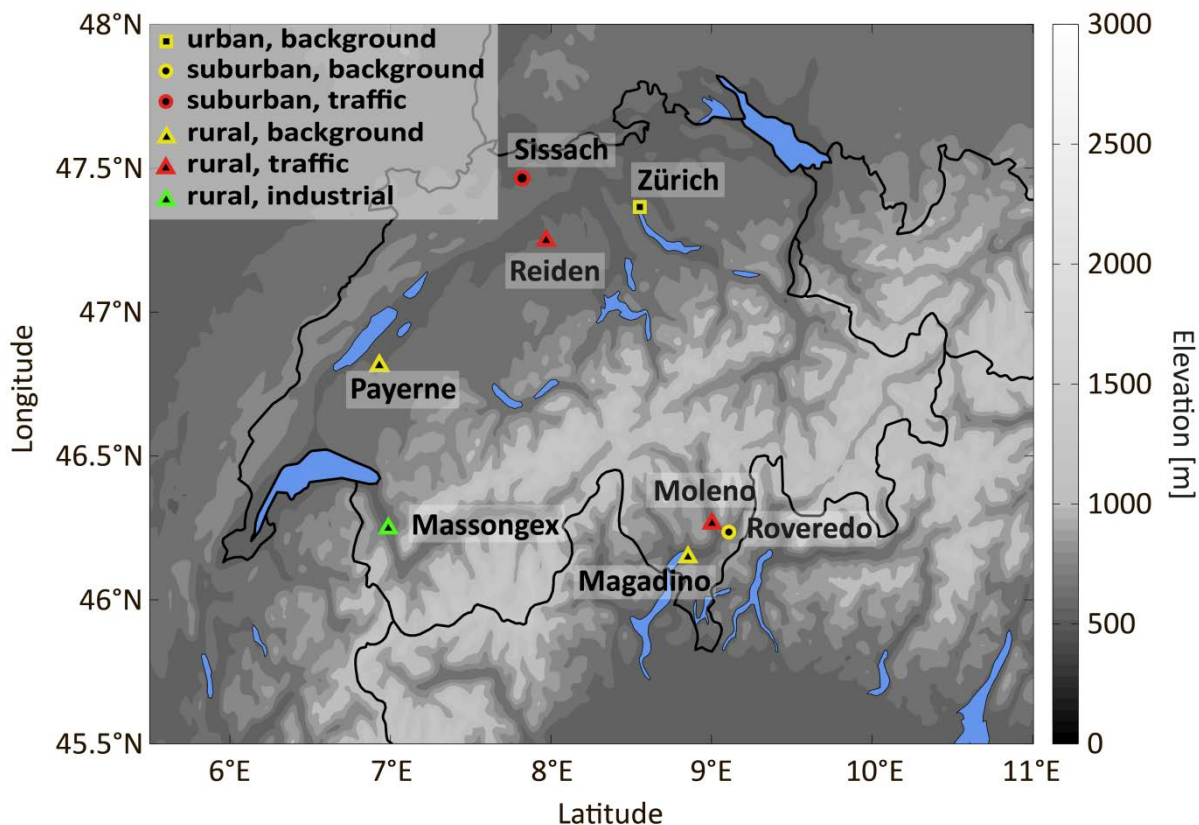 48°N
47.5°N
47°N
46.5°N
46°N
45.5°N
Longitude
urban, background
suburban, background
suburban, traffic
rural, background
rural, traffic
rural, industrial
Sissach
Zürich
Reiden
Payerne
Massongex
Moleno
Roveredo
Magadino
6°E
7°E
8°E
9°E
10°E
11°E
Latitude
3000
2500
2000
1500
1000
500
0
Elevation [m]